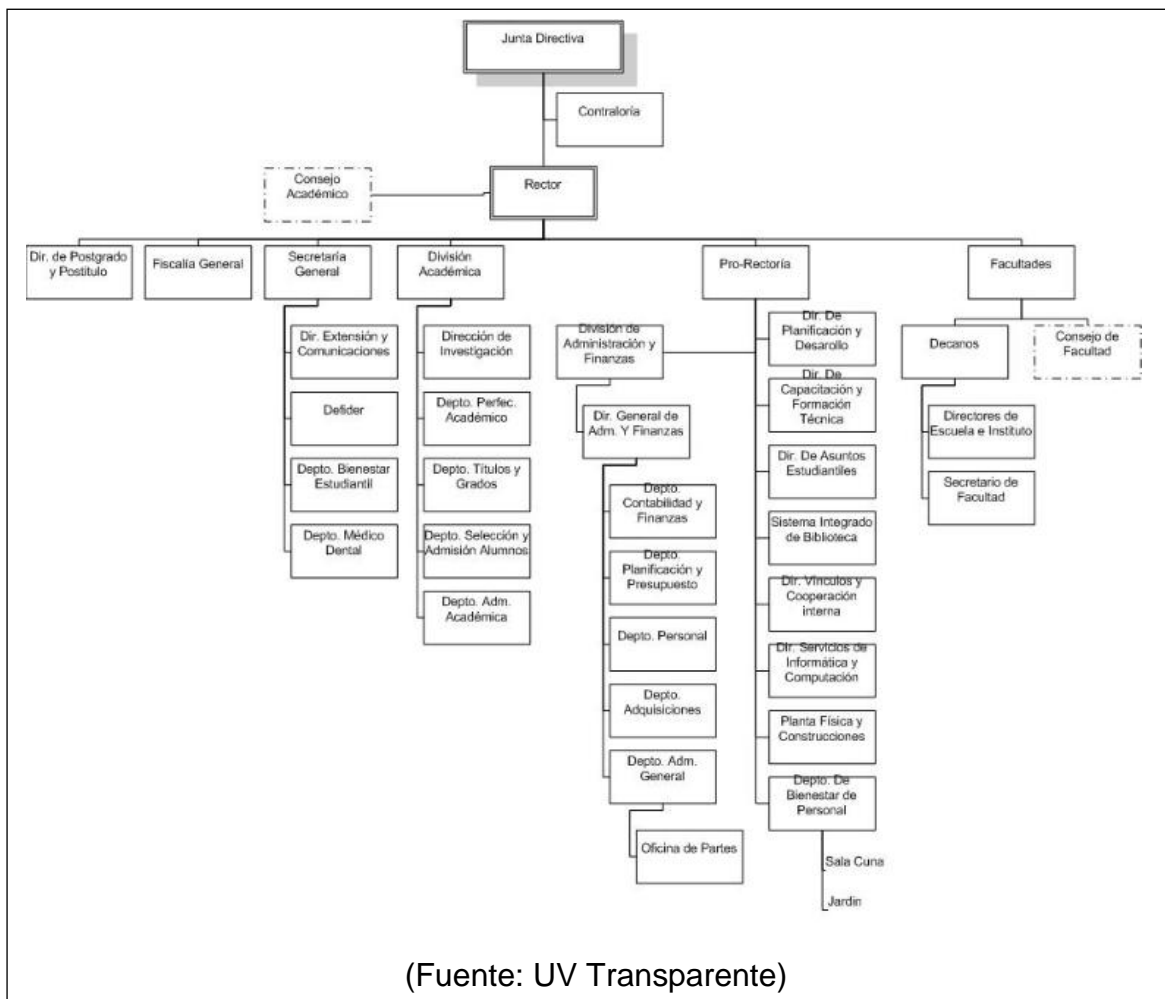 Junta Directiva
Contraloría
Consejo
Académico
Rector
Dir. de Postgrado
y Postitulo
Fiscalía General
Secretaría
General
División
Académica
Pro-Rectoría
Facultades
Dir. Extensión y
Comunicaciones
Defider
Depto. Bienestar
Estudiantil
Depto. Médico
Dental
Dirección de
Investigación
Depto. Perfec.
Académico
Depto. Títulos y
Grados
Depto. Selección y
Admisión Alumnos
Depto. Adm.
Académica
División de
Administración y
Finanzas
Dir. General de
Adm. Y Finanzas
Depto.
Contabilidad y
Finanzas
Depto.
Planificación y
Presupuesto
Depto. Personal
Depto.
Adquisiciones
Depto. Adm.
General
Oficina de Partes
Dir. De
Planificación y
Desarollo
Dir. De
Capacitación y
Formación
Técnica
Dir. De Asuntos
Estudiantiles
Sistema Integrado
de Biblioteca
Dir. Vínculos y
Cooperación
interna
Dir. Servicios de
Informática y
Computación
Planta Física y
Construcciones
Depto. De
Bienestar de
Personal
Sala Cuna
Jardin
Decanos
Consejo de
Facultad
Directores de
Escuela e Instituto
Secretario de
Facultad
(Fuente: UV Transparente)